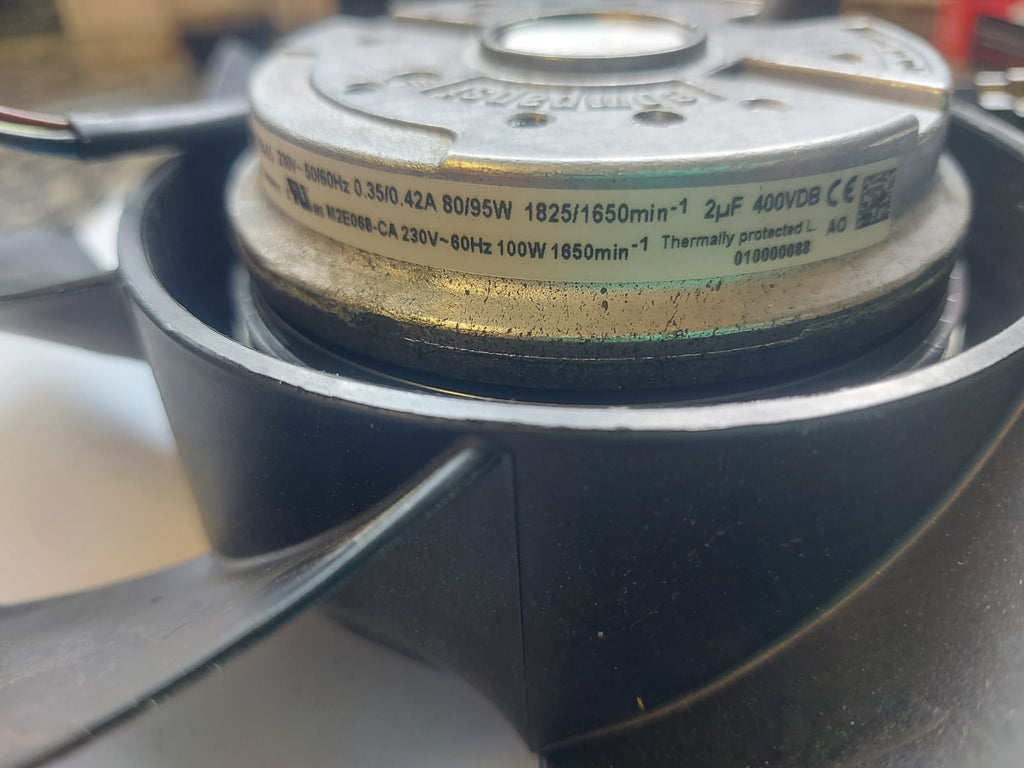 ebmpapst
50/60Hz 0.35/0.42A 80/95W 1825/1650min-1 2µF 400VDB CE
M2E068-CA 230V~60Hz 100W 1650min-1 Thermally protected L. AO
010000088